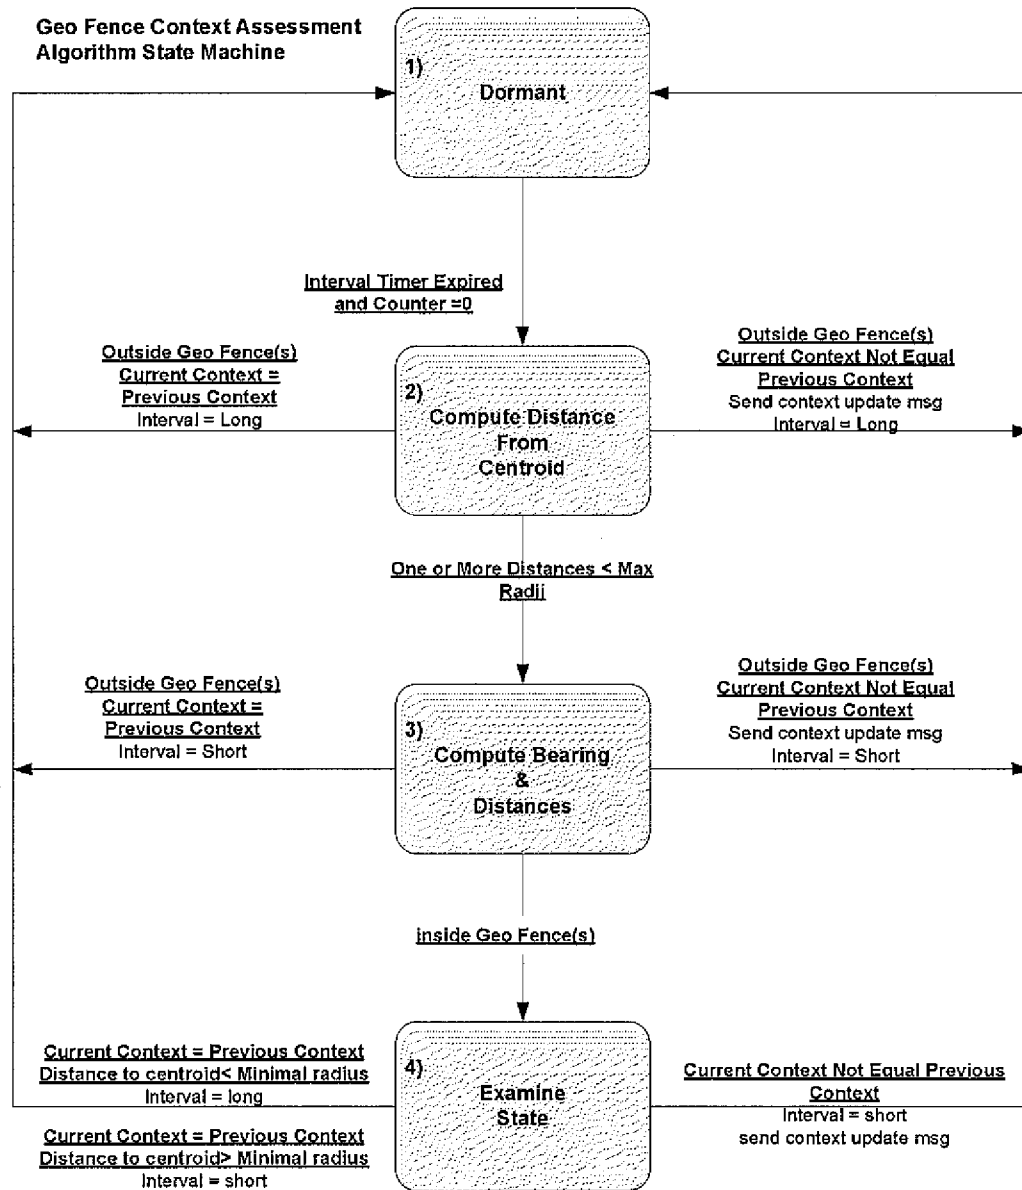 Geo Fence Context Assessment
Algorithm State Machine
1)
Dormant
Interval Timer Expired
and Counter =0
Outside Geo Fence(s)
Current Context =
Previous Context
Interval = Long
2)
Compute Distance
From
Centroid
Outside Geo Fence(s)
Current Context Not Equal
Previous Context
Send context update msg
Interval = Long
One or More Distances < Max
Radii
Outside Geo Fence(s)
Current Context =
Previous Context
Interval = Short
3)
Compute Bearing
&
Distances
Outside Geo Fence(s)
Current Context Not Equal
Previous Context
Send context update msg
Interval = Short
inside Geo Fence(s)
Current Context = Previous Context
Distance to centroid< Minimal radius
Interval = long
Current Context = Previous Context
Distance to centroid> Minimal radius
Interval = short
4)
Examine
State
Current Context Not Equal Previous
Context
Interval = short
send context update msg